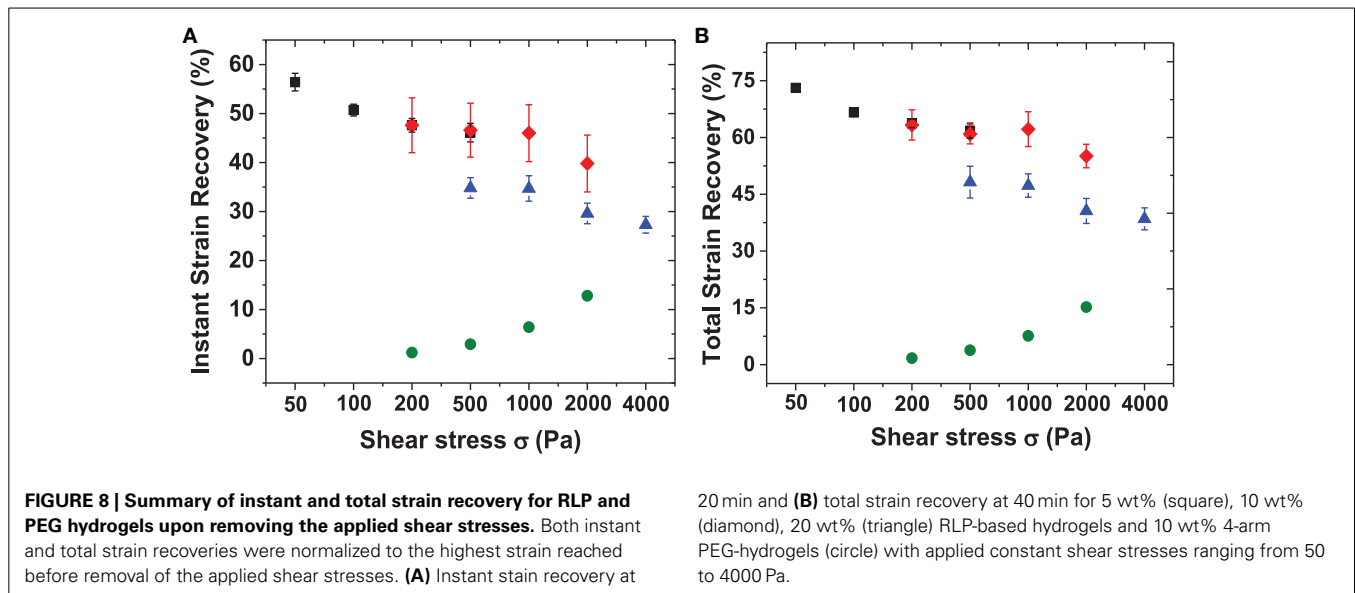 A
Instant Strain Recovery (%)
60
50
40
30
20
10
0
50 100 200 500 1000 2000 4000
Shear stress σ (Pa)
B
Total Strain Recovery (%)
75
60
45
30
15
0
50 100 200 500 1000 2000 4000
Shear stress σ (Pa)
FIGURE 8 | Summary of instant and total strain recovery for RLP and
PEG hydrogels upon removing the applied shear stresses. Both instant
and total strain recoveries were normalized to the highest strain reached
before removal of the applied shear stresses. (A) Instant stain recovery at
20 min and (B) total strain recovery at 40 min for 5 wt% (square), 10 wt%
(diamond), 20 wt% (triangle) RLP-based hydrogels and 10 wt% 4-arm
PEG-hydrogels (circle) with applied constant shear stresses ranging from 50
to 4000 Pa.